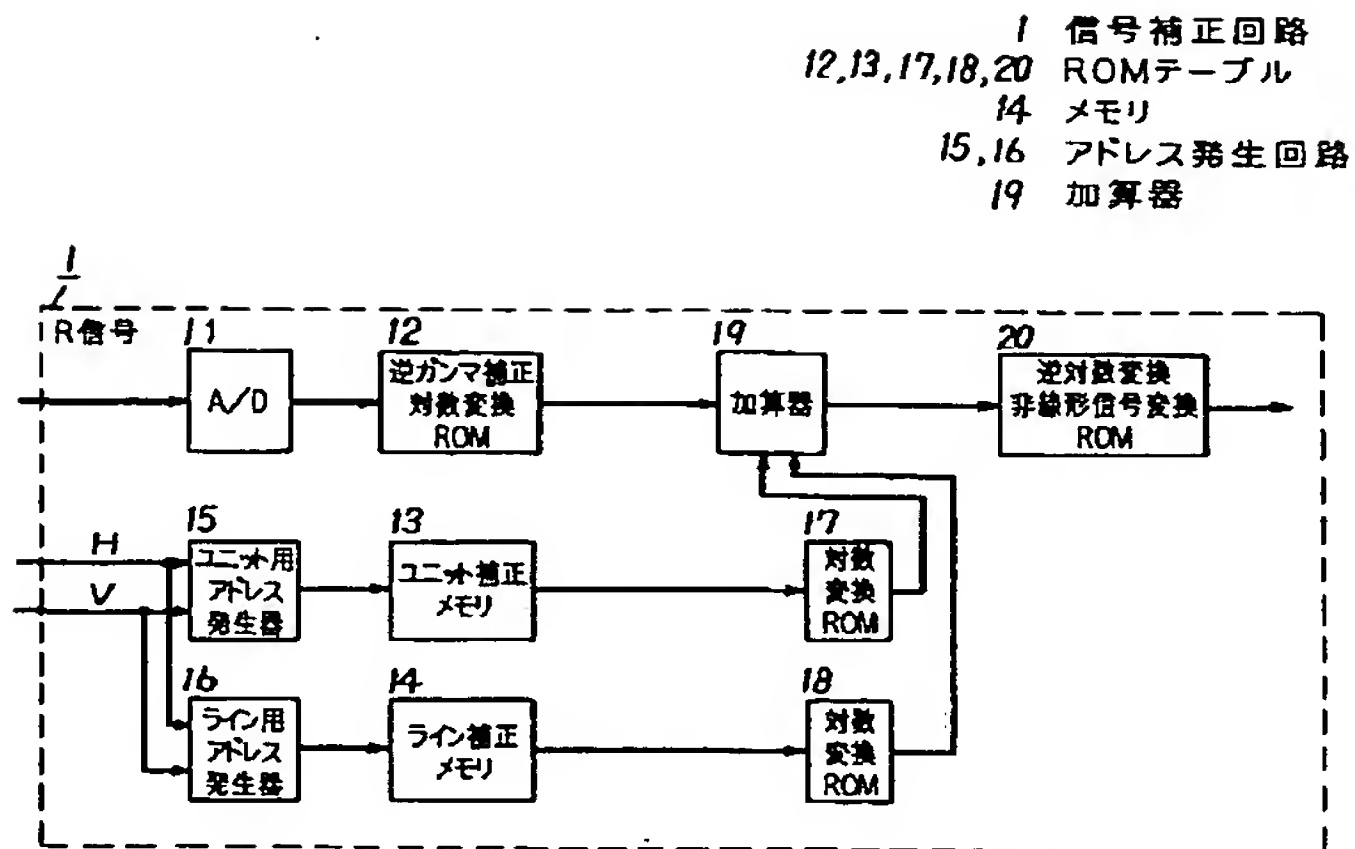 1 信号補正回路
12,13,17,18,20 ROMテーブル
14 メモリ
15,16 アドレス発生回路
19 加算器
1
R信号
11
A/D
12
逆ガンマ補正
対数変換
ROM
19
加算器
20
逆対数変換
非線形信号変換
ROM
H
V
15
ユニット用
アドレス
発生器
13
ユニット補正
メモリ
17
対数
変換
ROM
16
ライン用
アドレス
発生器
14
ライン補正
メモリ
18
対数
変換
ROM